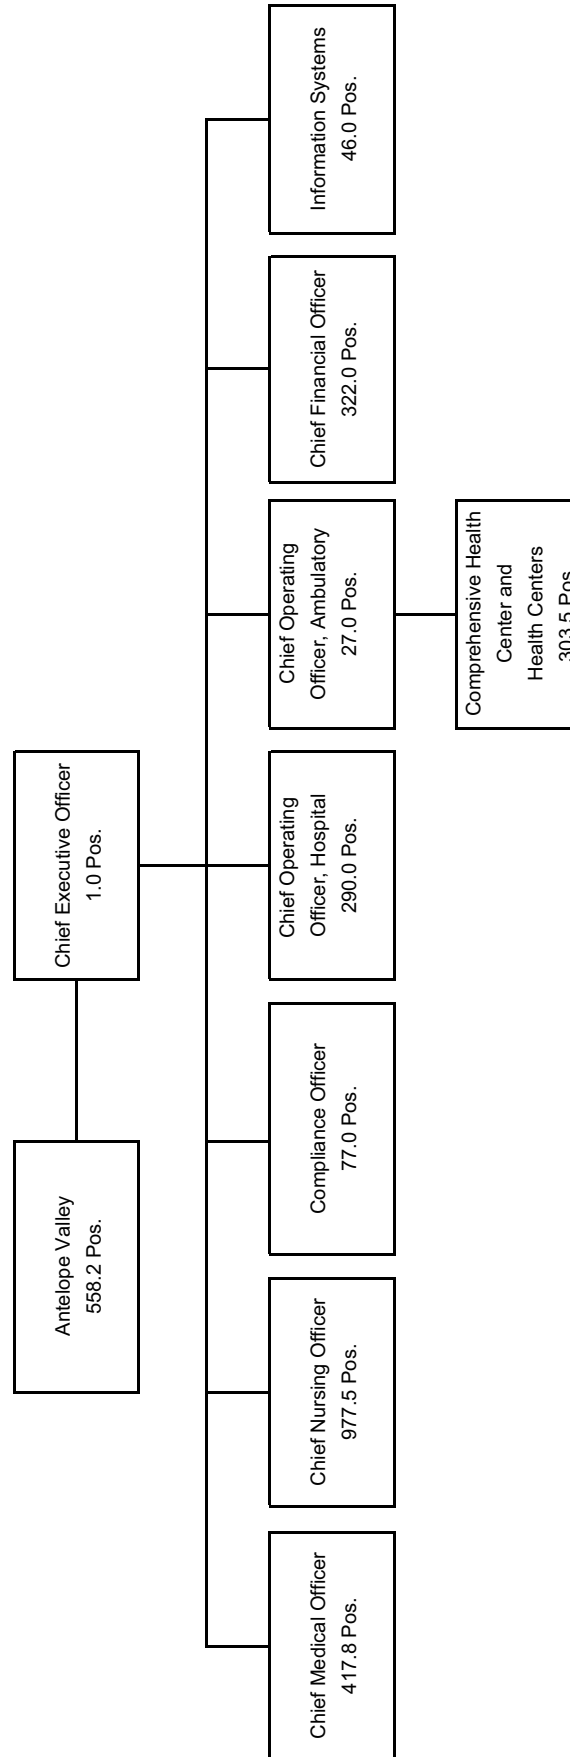 Antelope Valley
558.2 Pos.
Chief Executive Officer
1.0 Pos.
Chief Medical Officer
417.8 Pos.
Chief Nursing Officer
977.5 Pos.
Compliance Officer
77.0 Pos.
Chief Operating
Officer, Hospital
290.0 Pos.
Chief Operating
Officer, Ambulatory
27.0 Pos.
Chief Financial Officer
322.0 Pos.
Information Systems
46.0 Pos.
Comprehensive Health
Center and
Health Centers
303.5 Pos